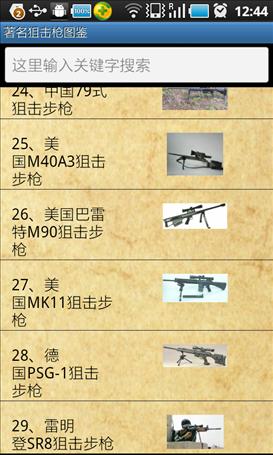 2
100%
R
12:44
著名狙击枪图鉴
这里输入关键字搜索
24、中国79式
狙击步枪
25、美
国M40A3狙击
步枪
26、美国巴雷
特M90狙击步
枪
27、美
国MK11狙击步
枪
28、德
国PSG-1狙击步
枪
29、雷明
登SR8狙击步枪